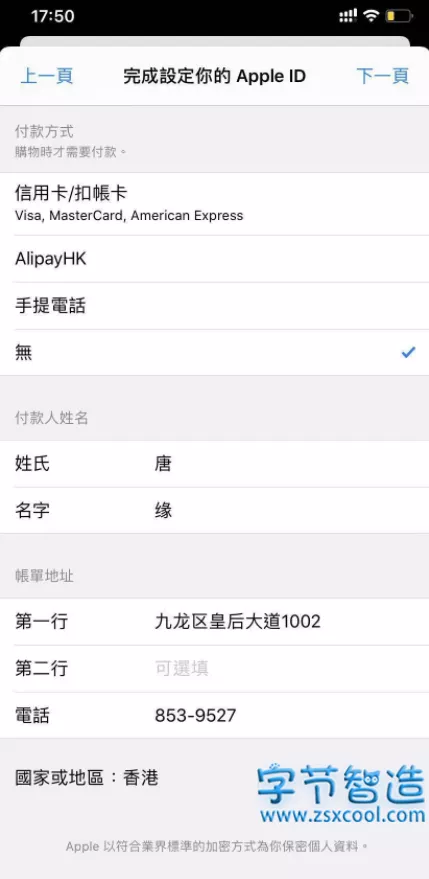 17:50
上一頁 完成設定你的 Apple ID 下一頁
付款方式
購物時才需要付款。
信用卡/扣帳卡
Visa, MasterCard, American Express
AlipayHK
手提電話
無
付款人姓名
姓氏 唐
名字 缘
帳單地址
第一行 九龙区皇后大道1002
第二行 可選填
電話 853-9527
國家或地區：香港
字节智造
www.zsxcool.com
Apple 以符合業界標準的加密方式為你保密個人資料。